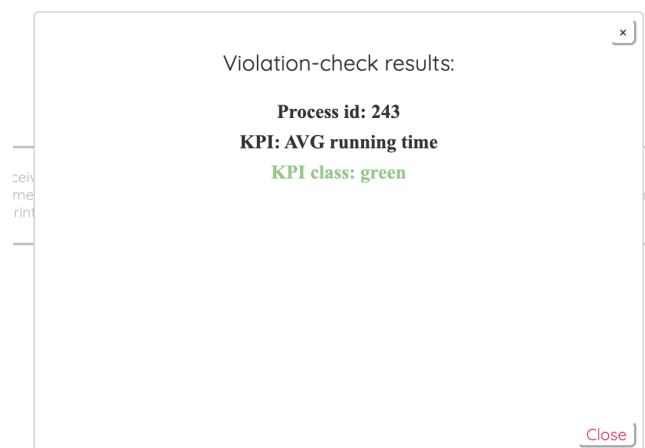 ×
Violation-check results:
Process id: 243
KPI: AVG running time
KPI class: green
Close